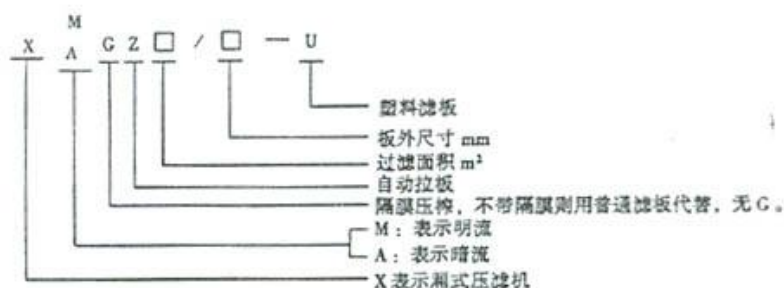 M
X A G Z □ / □ — U
塑料滤板
板外尺寸 mm
过滤面积 m²
自动拉板
隔膜压榨，不带隔膜则用普通滤板代替，无 G。
M：表示明流
A：表示暗流
X 表示厢式压滤机